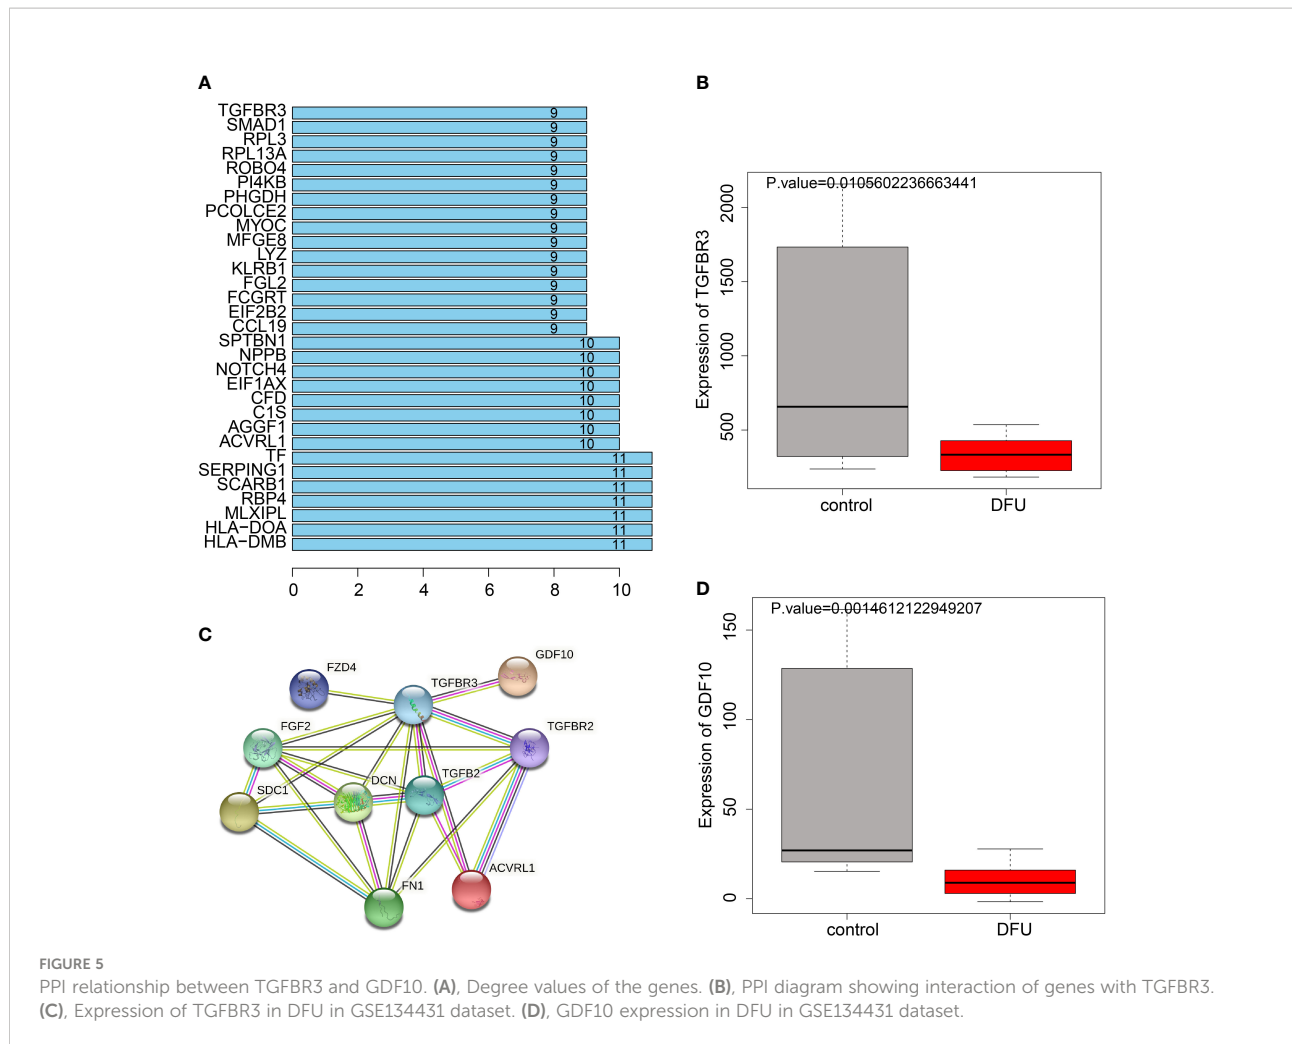 A
TGFBR3 9
SMAD1 9
RPL3 9
RPL13A 9
ROBO4 9
PI4KB 9
PHGDH 9
PCOLCE2 9
MYOC 9
MFGE8 9
LYZ 9
KLRB1 9
FGL2 9
FCGRT 9
EIF2B2 9
CCL19 9
SPTBN1 10
NPPB 10
NOTCH4 10
EIF1AX 10
CFD 10
C1S 10
AGGF1 10
ACVRL1 10
TF 11
SERPING1 11
SCARB1 11
RBP4 11
MLXIPL 11
HLA−DOA 11
HLA−DMB 11
0 2 4 6 8 10
B
P.value=0.0105602236663441
Expression of TGFBR3
2000
1500
1000
500
control DFU
C
FZD4
TGFBR3
GDF10
FGF2
TGFBR2
DCN
TGFB2
SDC1
ACVRL1
FN1
D
P.value=0.0014612122949207
Expression of GDF10
150
100
50
0
control DFU
FIGURE 5
PPI relationship between TGFBR3 and GDF10. (A), Degree values of the genes. (B), PPI diagram showing interaction of genes with TGFBR3.
(C), Expression of TGFBR3 in DFU in GSE134431 dataset. (D), GDF10 expression in DFU in GSE134431 dataset.